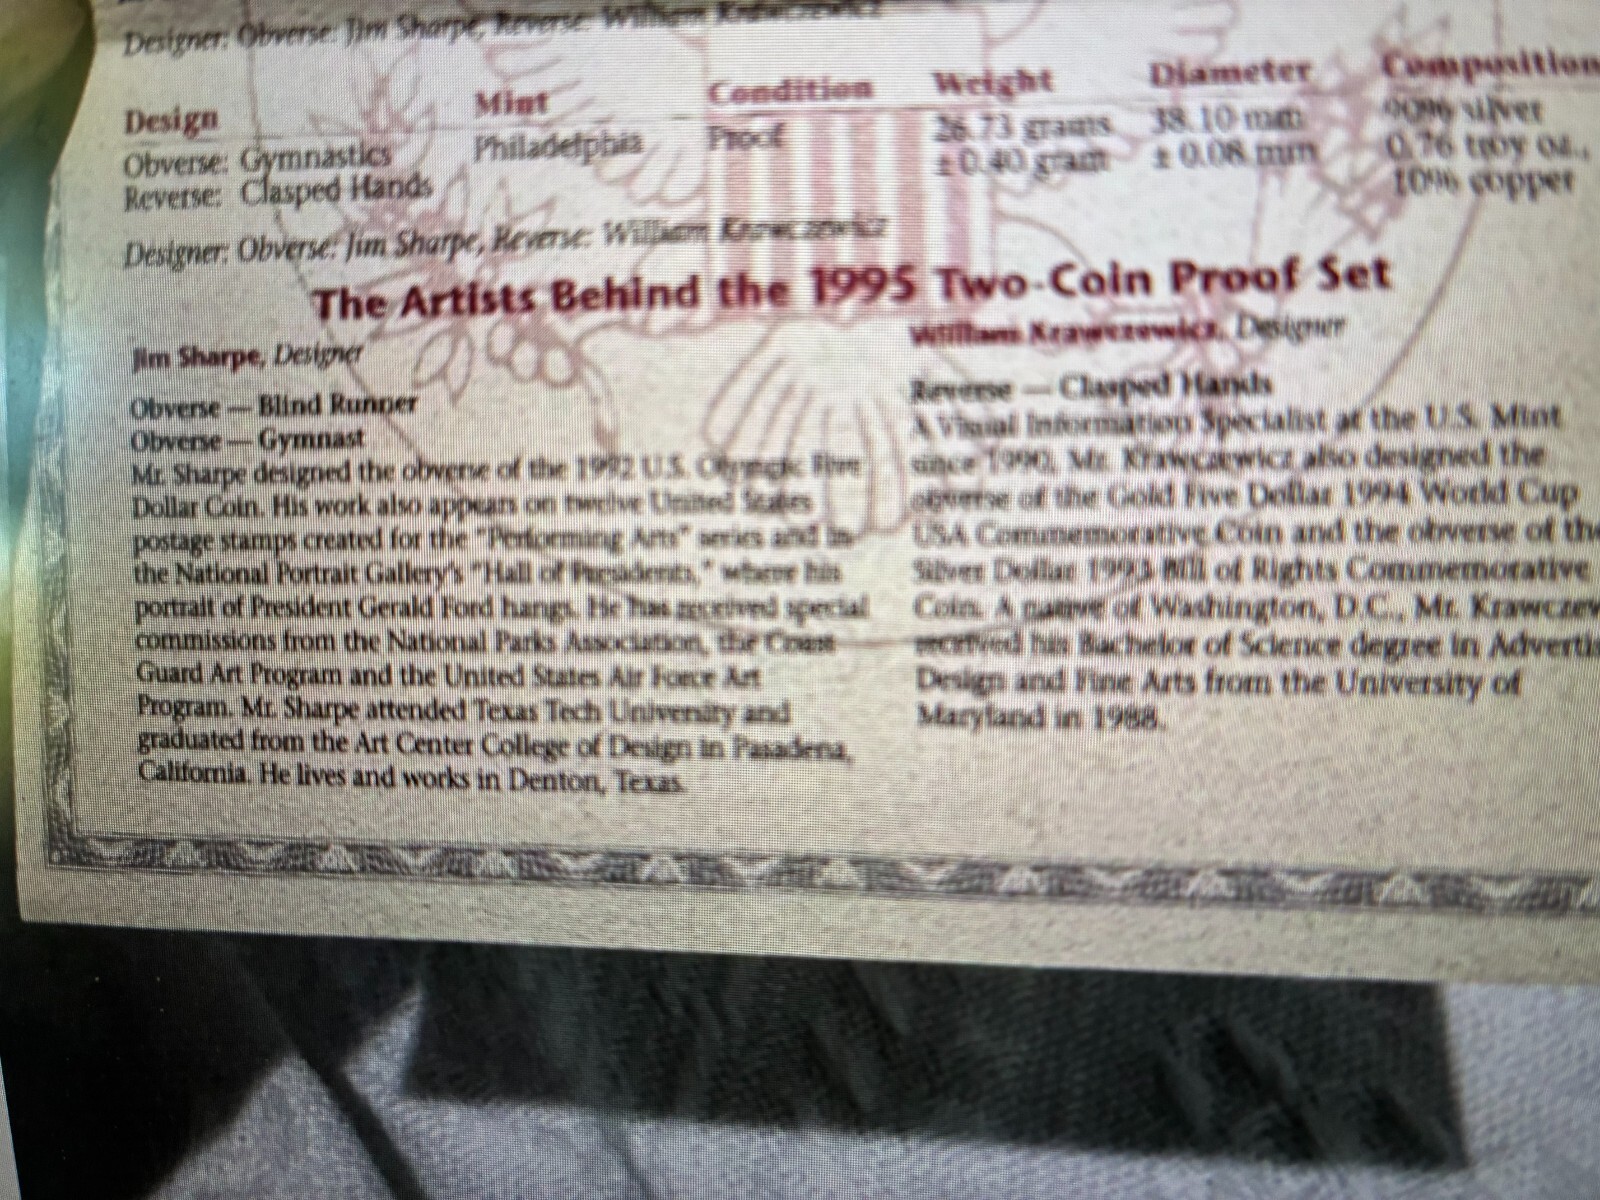 Designer: Obverse: Jim Sharpe, Reverse: William Krawczewicz
Design Mint Condition Weight Diameter Composition
Obverse: Gymnastics Philadelphia Proof 26.73 grams 38.10 mm 90% silver
Reverse: Clasped Hands ± 0.40 gram ± 0.08 mm 0.76 troy oz.,
10% copper
Designer: Obverse: Jim Sharpe, Reverse: William Krawczewicz
The Artists Behind the 1995 Two-Coin Proof Set
Jim Sharpe, Designer
Obverse — Blind Runner
Obverse — Gymnast
Mr. Sharpe designed the obverse of the 1992 U.S. Olympic Five
Dollar Coin. His work also appears on twelve United States
postage stamps created for the "Performing Arts" series and in
the National Portrait Gallery's "Hall of Presidents," where his
portrait of President Gerald Ford hangs. He has received special
commissions from the National Parks Association, the Coast
Guard Art Program and the United States Air Force Art
Program. Mr. Sharpe attended Texas Tech University and
graduated from the Art Center College of Design in Pasadena,
California. He lives and works in Denton, Texas.
William Krawczewicz, Designer
Reverse — Clasped Hands
A Visual Information Specialist at the U.S. Mint
since 1990, Mr. Krawczewicz also designed the
obverse of the Gold Five Dollar 1994 World Cup
USA Commemorative Coin and the obverse of the
Silver Dollar 1993 Bill of Rights Commemorative
Coin. A native of Washington, D.C., Mr. Krawczew
received his Bachelor of Science degree in Advertis
Design and Fine Arts from the University of
Maryland in 1988.